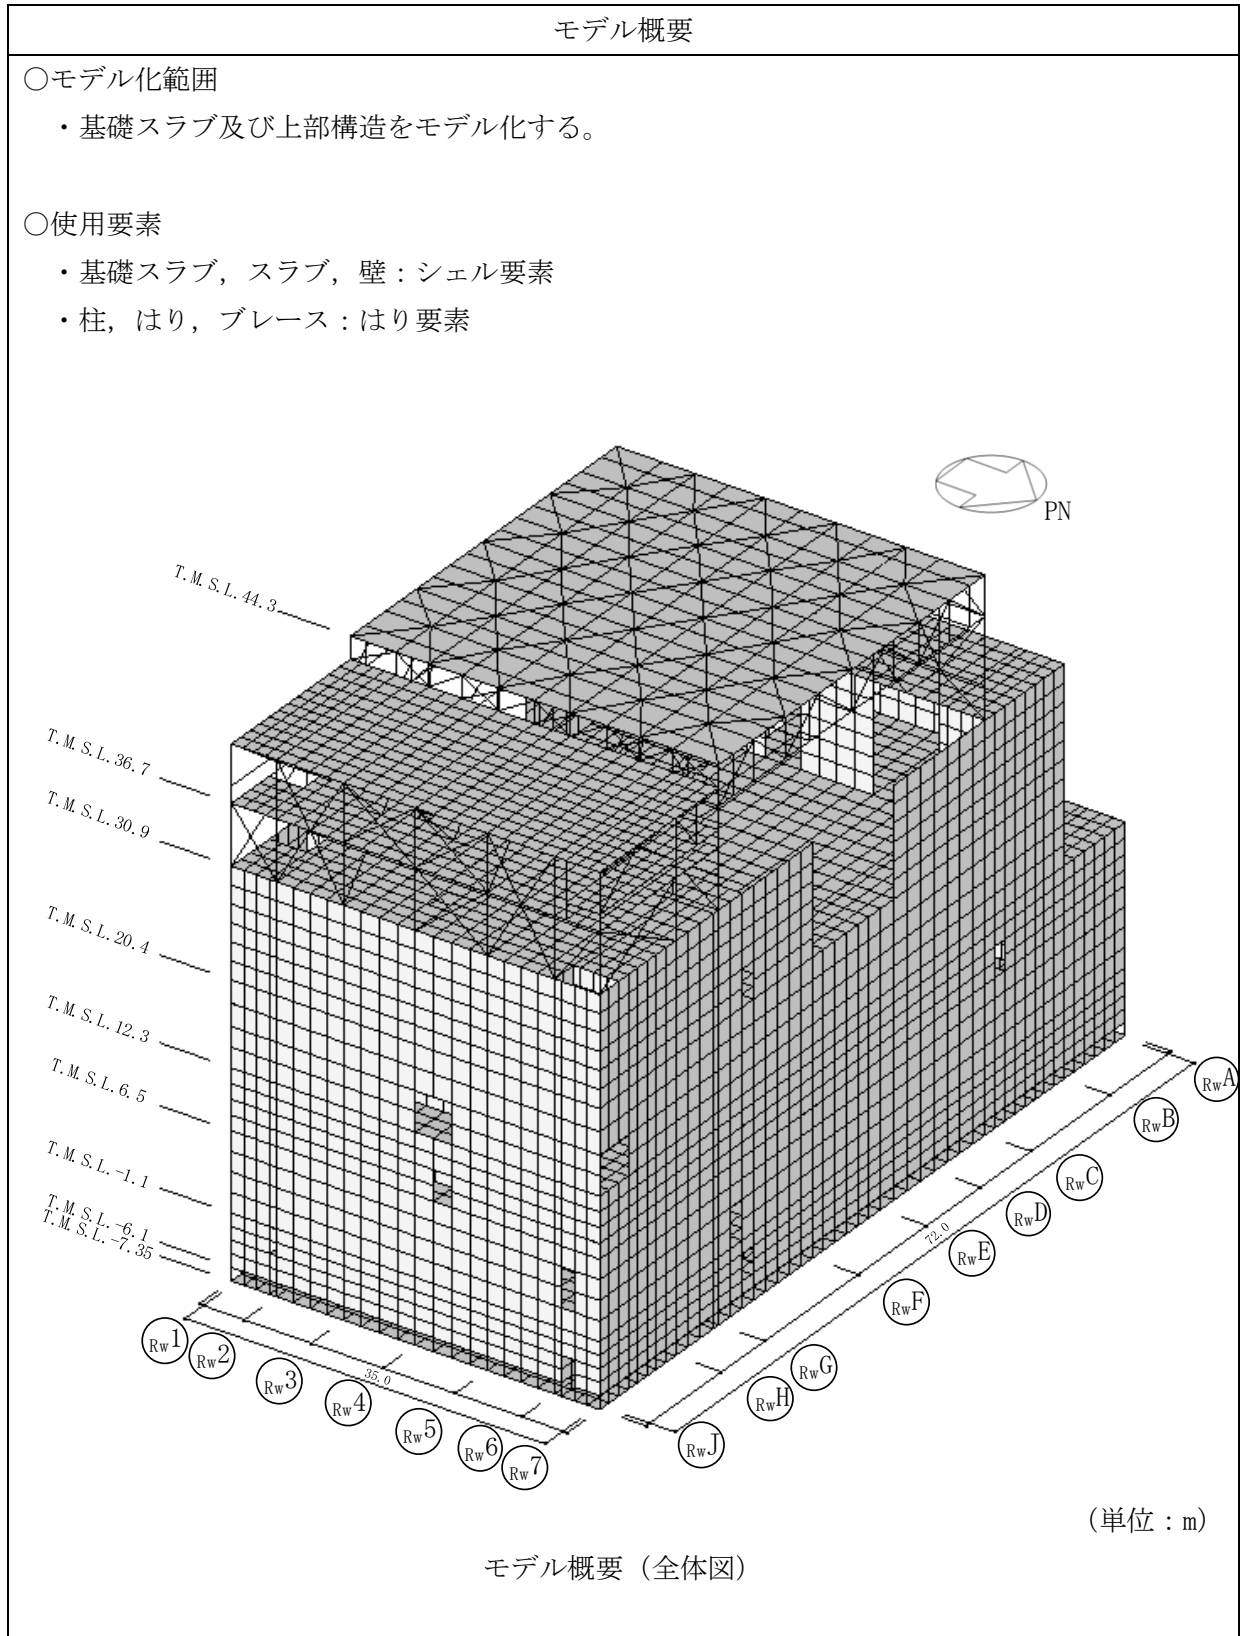 モデル概要
○モデル化範囲
・基礎スラブ及び上部構造をモデル化する。
○使用要素
・基礎スラブ，スラブ，壁：シェル要素
・柱，はり，ブレース：はり要素
PN
T.M.S.L.44.3
T.M.S.L.36.7
T.M.S.L.30.9
T.M.S.L.20.4
T.M.S.L.12.3
T.M.S.L.6.5
T.M.S.L.-1.1
T.M.S.L.-6.1
T.M.S.L.-7.35
RwA
RwB
RwC
RwD
RwE
72.0
RwF
RwG
RwH
RwJ
Rw1
Rw2
Rw3
35.0
Rw4
Rw5
Rw6
Rw7
（単位：m）
モデル概要（全体図）